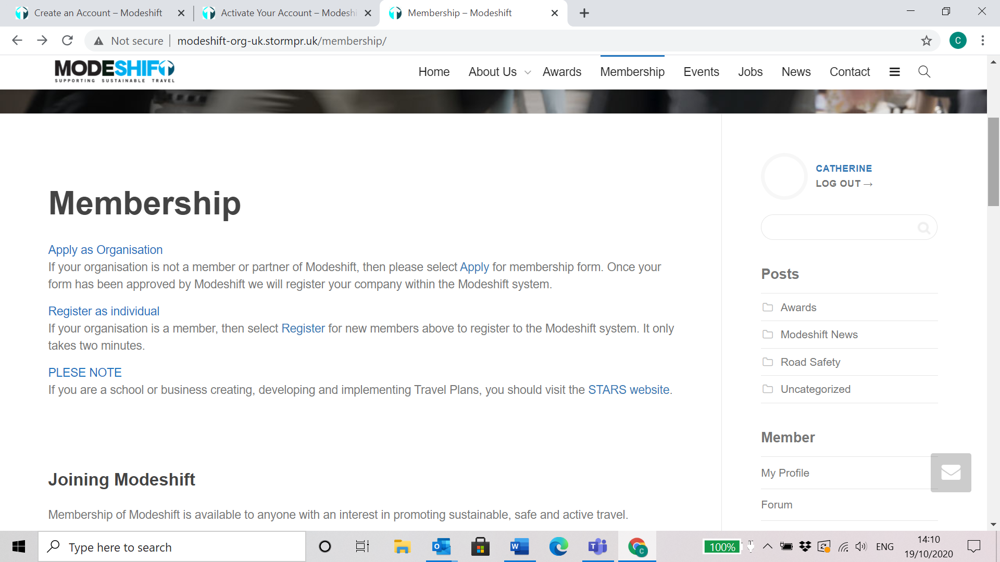 Create an Account – Modeshift
Activate Your Account – Modeshi
Membership – Modeshift
Not secure
modeshift-org-uk.stormpr.uk/membership/
C
MODESHIFT
SUPPORTING SUSTAINABLE TRAVEL
Home About Us Awards Membership Events Jobs News Contact
CATHERINE
LOG OUT →
Membership
Apply as Organisation
If your organisation is not a member or partner of Modeshift, then please select Apply for membership form. Once your
form has been approved by Modeshift we will register your company within the Modeshift system.
Register as individual
If your organisation is a member, then select Register for new members above to register to the Modeshift system. It only
takes two minutes.
PLESE NOTE
If you are a school or business creating, developing and implementing Travel Plans, you should visit the STARS website.
Joining Modeshift
Membership of Modeshift is available to anyone with an interest in promoting sustainable, safe and active travel.
Posts
Awards
Modeshift News
Road Safety
Uncategorized
Member
My Profile
Forum
Type here to search
100%
ENG
14:10
19/10/2020